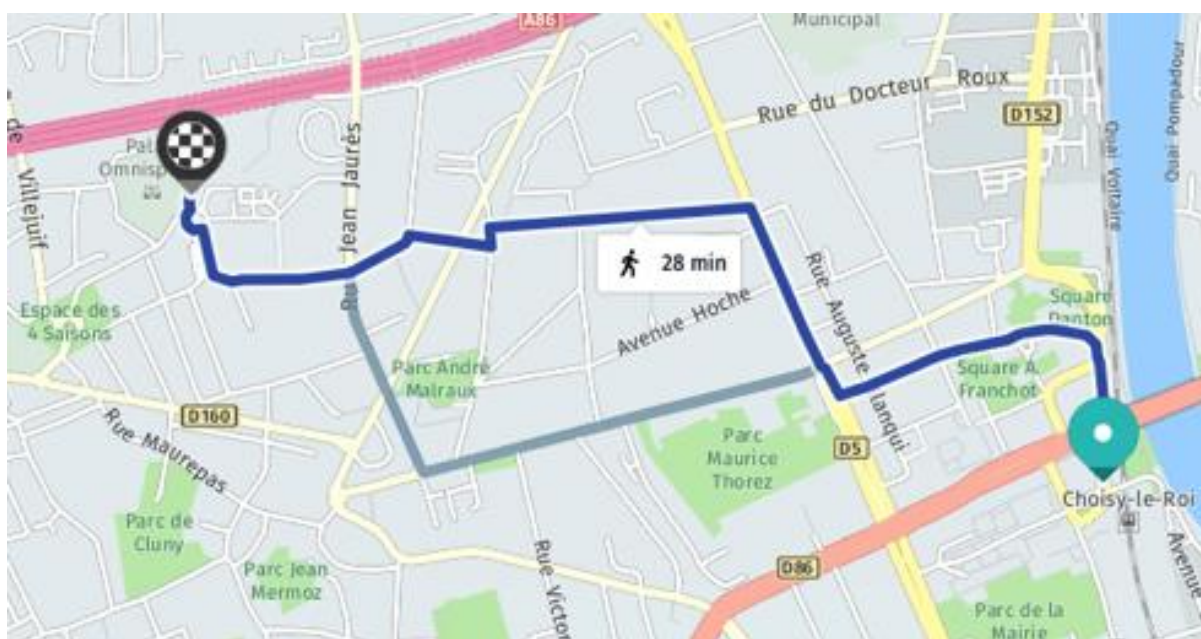 A86
Municipal
Rue du Docteur Roux
D152
Quai Voltaire
Quai Pompadour
de Villejuif
Omnisp
Jean Jaurès
28 min
Espace des
4 Saisons
Avenue Hoche
Rue Auguste
lanqui
Square
Danton
Parc André
Malraux
Square A.
Franchot
D160
Rue Maurepas
Parc
Maurice
Thorez
D5
Choisy-le-Roi
Parc de
Cluny
Parc Jean
Mermoz
Rue Victor
D86
Avenue
Parc de la
Mairie